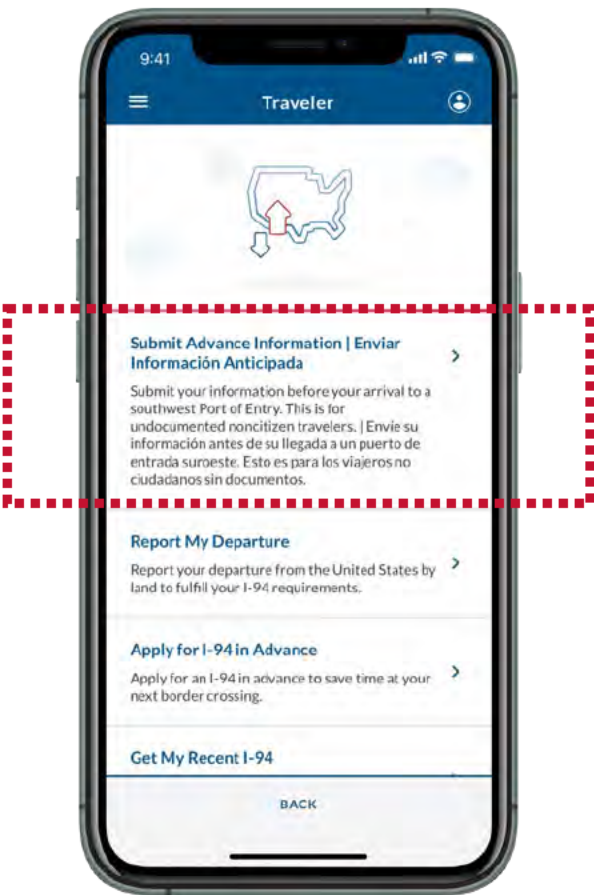 9:41
Traveler
Submit Advance Information | Enviar
Información Anticipada
Submit your information before your arrival to a
southwest Port of Entry. This is for
undocumented noncitizen travelers. | Envíe su
información antes de su llegada a un puerto de
entrada suroeste. Esto es para los viajeros no
ciudadanos sin documentos.
Report My Departure
Report your departure from the United States by
land to fulfill your I-94 requirements.
Apply for I-94 in Advance
Apply for an I-94 in advance to save time at your
next border crossing.
Get My Recent I-94
BACK